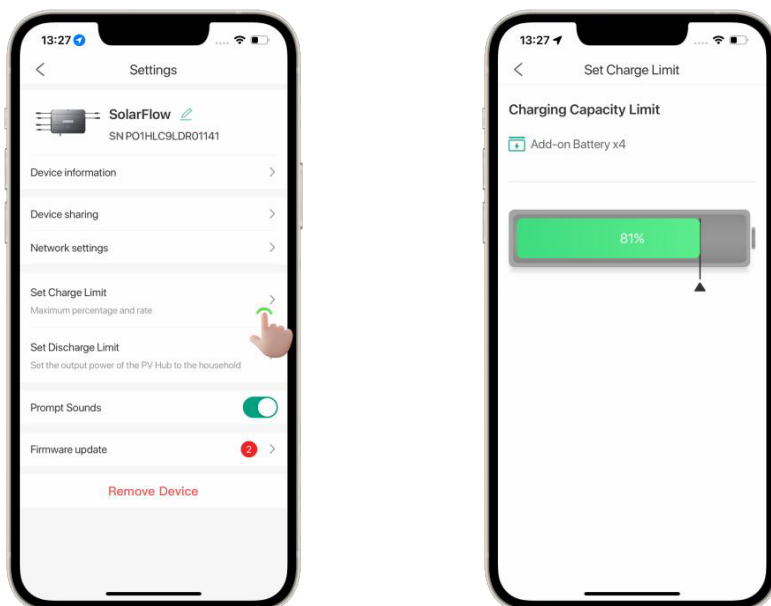 13:27
Settings
SolarFlow
SN PO1HLC9LDR01141
Device information
Device sharing
Network settings
Set Charge Limit
Maximum percentage and rate
Set Discharge Limit
Set the output power of the PV Hub to the household
Prompt Sounds
Firmware update
2
Remove Device
13:27
Set Charge Limit
Charging Capacity Limit
Add-on Battery x4
81%